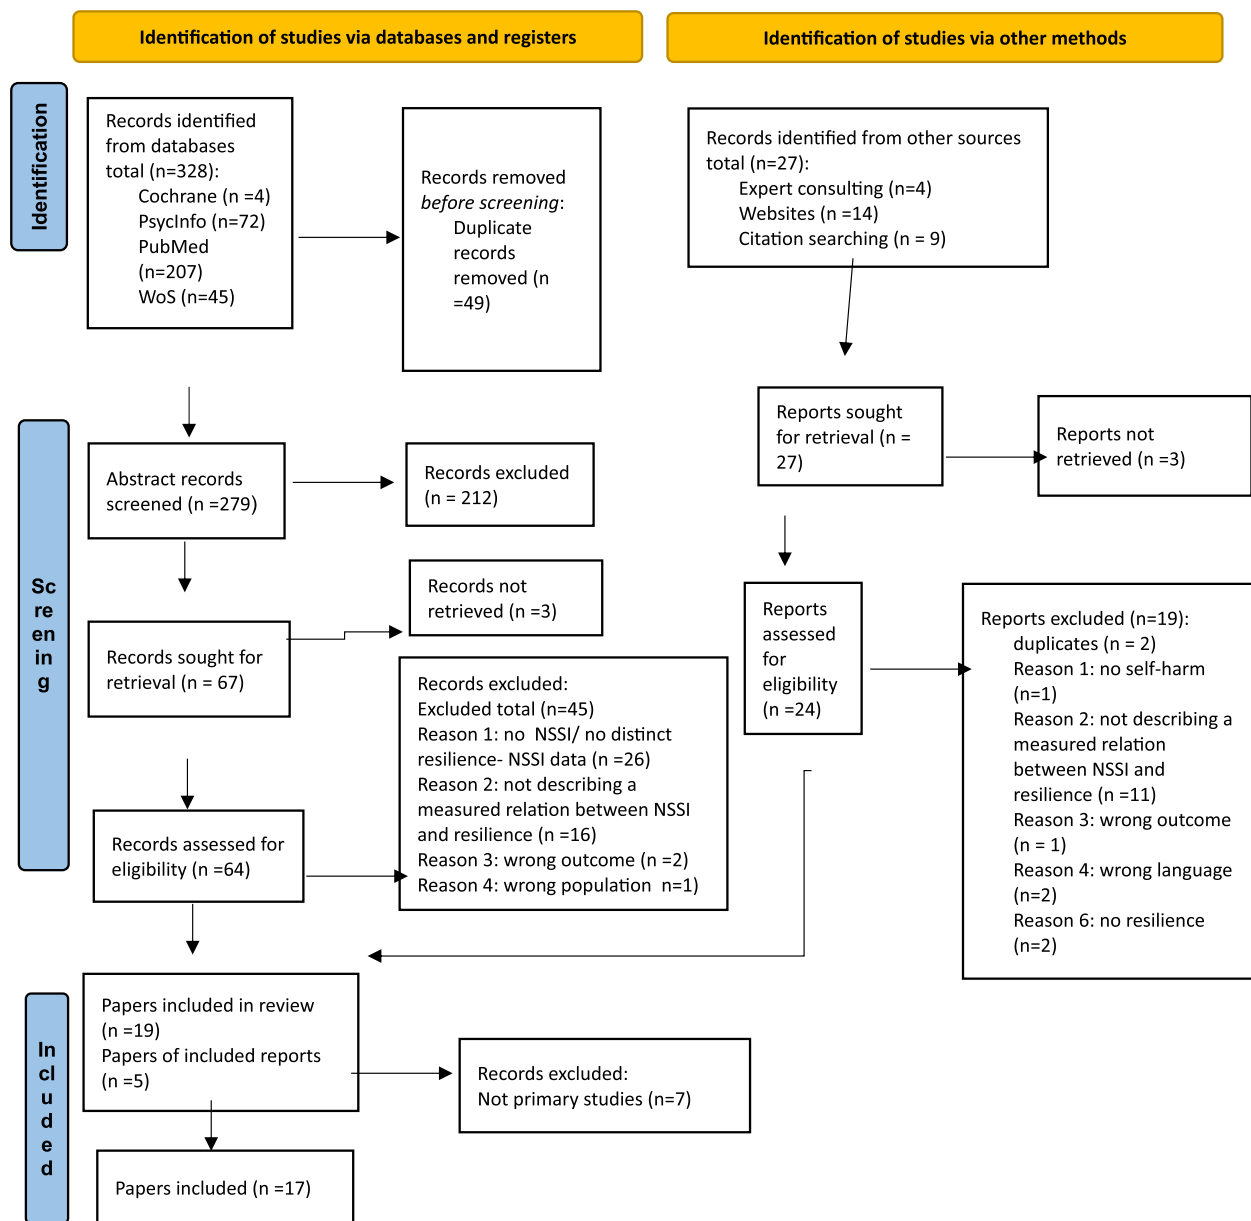 Identification of studies via databases and registers
Identification of studies via other methods
Identification
Records identified
from databases
total (n=328):
Cochrane (n =4)
PsycInfo (n=72)
PubMed
(n=207)
WoS (n=45)
Records removed
before screening:
Duplicate
records
removed (n
=49)
Records identified from other sources
total (n=27):
Expert consulting (n=4)
Websites (n =14)
Citation searching (n = 9)
Sc
re
en
in
g
Abstract records
screened (n =279)
Records excluded
(n = 212)
Reports sought
for retrieval (n =
27)
Reports not
retrieved (n =3)
Records sought for
retrieval (n = 67)
Records not
retrieved (n =3)
Reports
assessed
for
eligibility
(n =24)
Reports excluded (n=19):
duplicates (n = 2)
Reason 1: no self-harm
(n=1)
Reason 2: not describing a
measured relation
between NSSI and
resilience (n =11)
Reason 3: wrong outcome
(n = 1)
Reason 4: wrong language
(n=2)
Reason 6: no resilience
(n=2)
Records assessed for
eligibility (n =64)
Records excluded:
Excluded total (n=45)
Reason 1: no  NSSI/ no distinct
resilience- NSSI data (n =26)
Reason 2: not describing a
measured relation between NSSI
and resilience (n =16)
Reason 3: wrong outcome (n =2)
Reason 4: wrong population  n=1)
In
cl
u
d
e
d
Papers included in review
(n =19)
Papers of included reports
(n =5)
Records excluded:
Not primary studies (n=7)
Papers included (n =17)